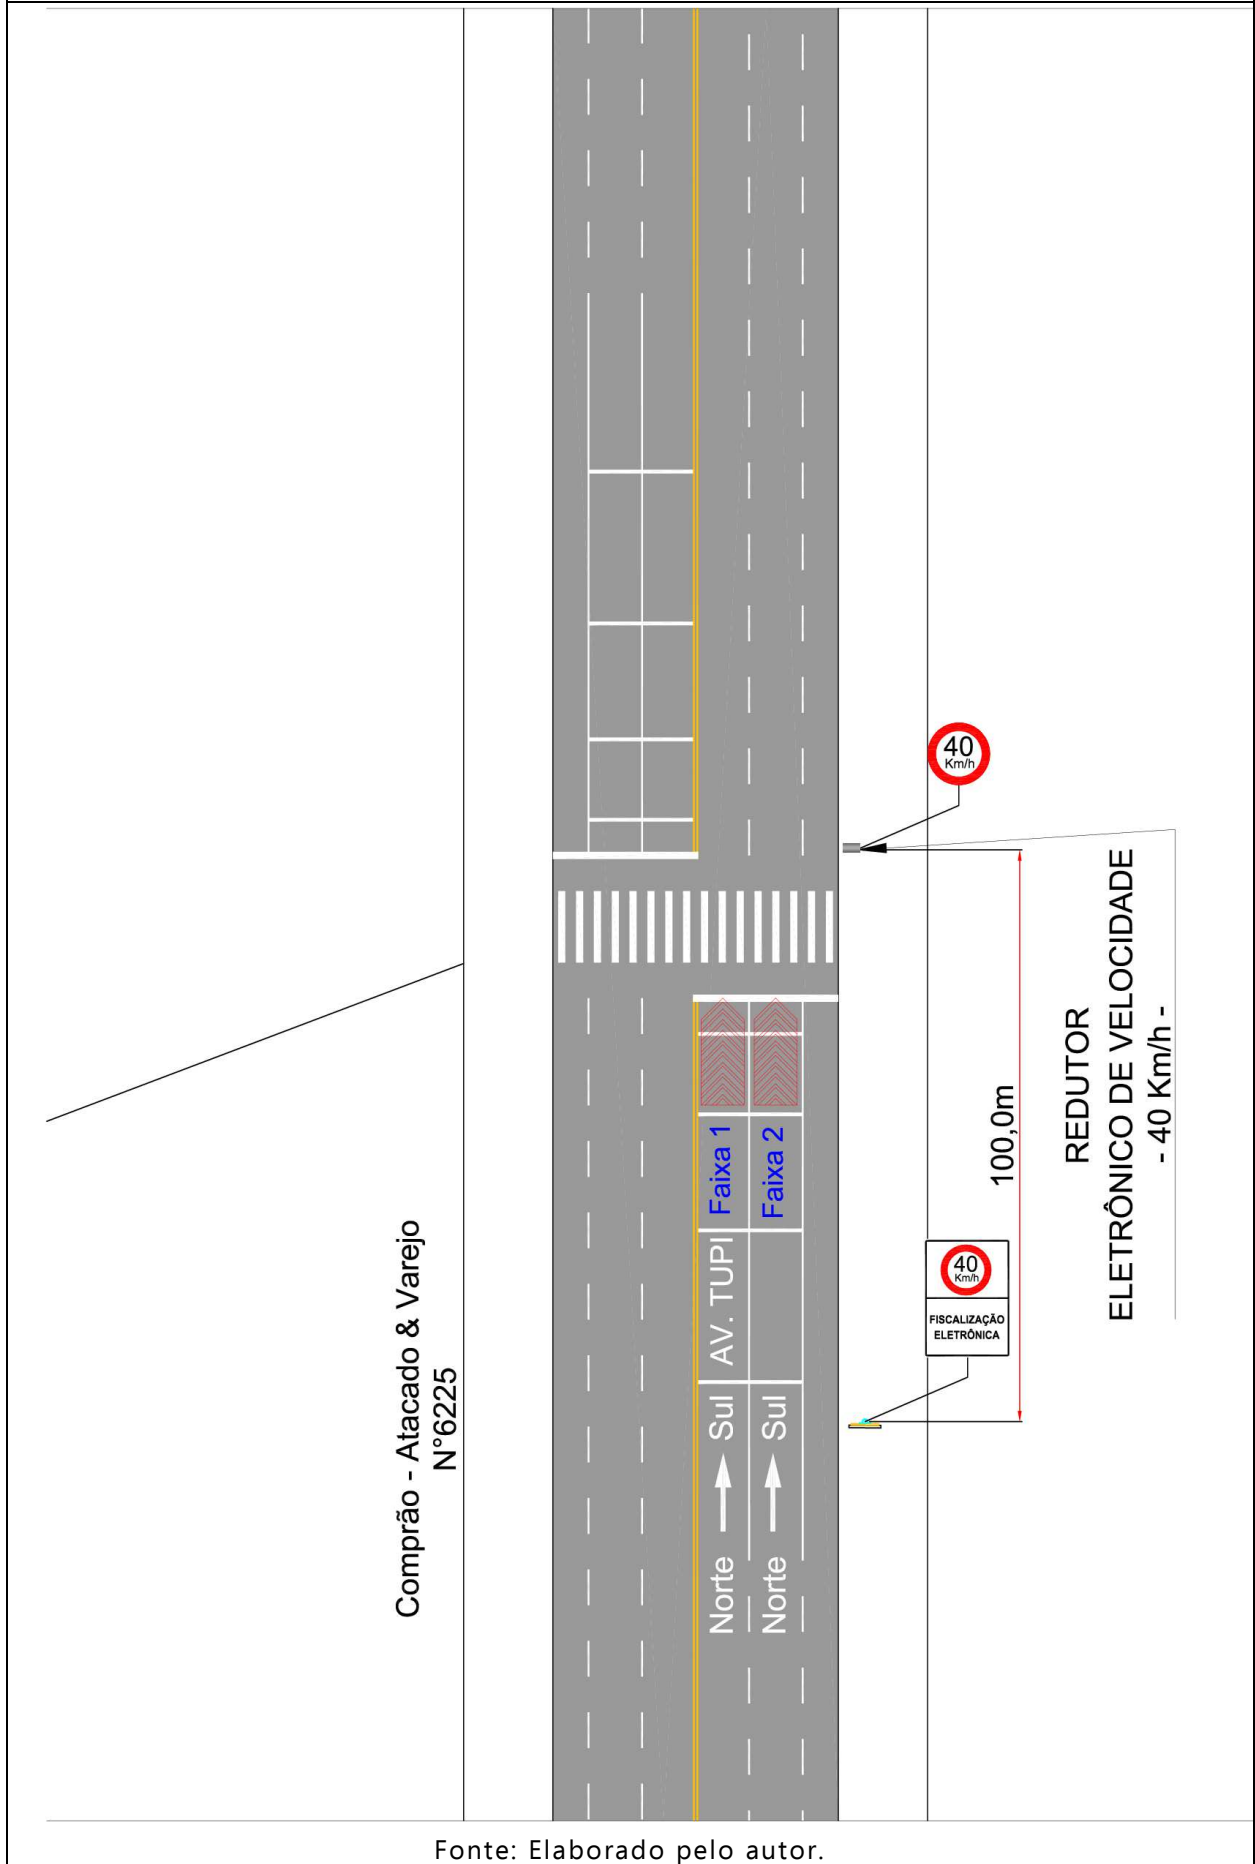 Comprão - Atacado & Varejo
N°6225
AV. TUPI
Faixa 1
Faixa 2
Norte
Sul
Norte
Sul
40
Km/h
40
Km/h
FISCALIZAÇÃO
ELETRÔNICA
100,0m
REDUTOR
ELETRÔNICO DE VELOCIDADE
- 40 Km/h -
Fonte: Elaborado pelo autor.